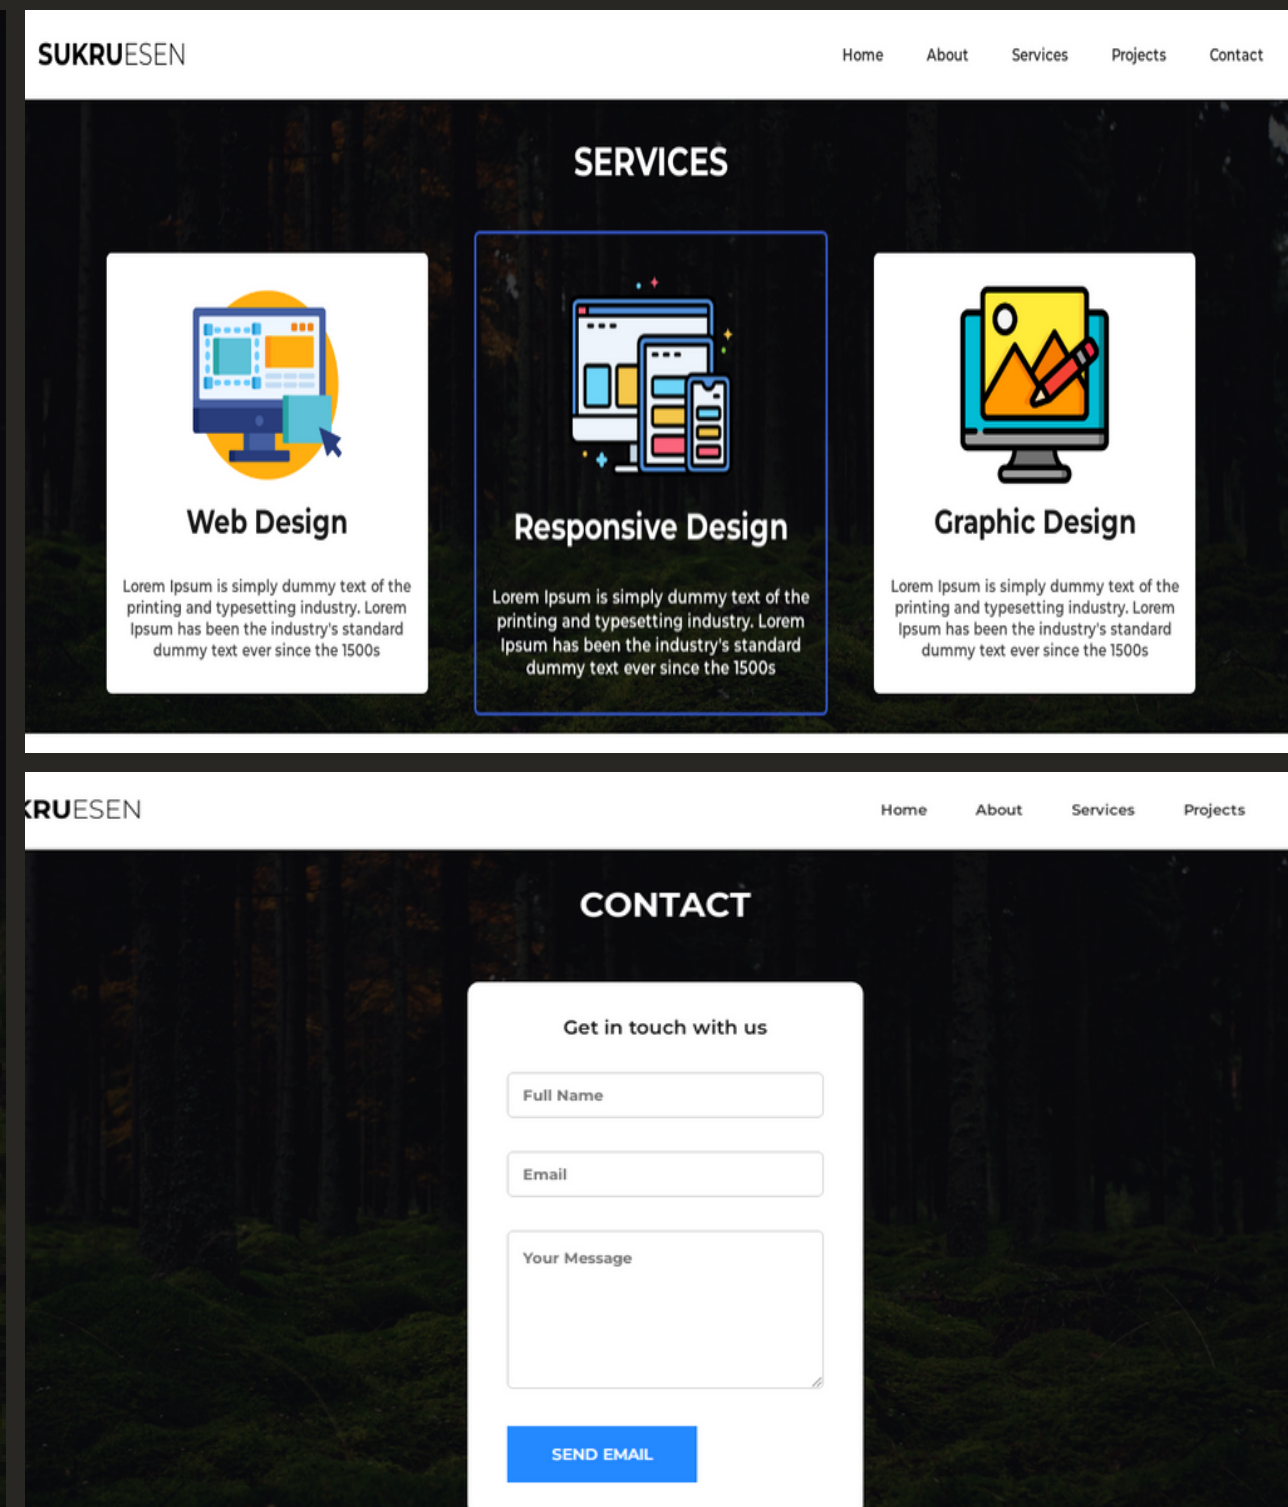 SUKRUESEN
Home About Services Projects Contact
SERVICES
Web Design
Lorem Ipsum is simply dummy text of the
printing and typesetting industry. Lorem
Ipsum has been the industry's standard
dummy text ever since the 1500s
Responsive Design
Lorem Ipsum is simply dummy text of the
printing and typesetting industry. Lorem
Ipsum has been the industry's standard
dummy text ever since the 1500s
Graphic Design
Lorem Ipsum is simply dummy text of the
printing and typesetting industry. Lorem
Ipsum has been the industry's standard
dummy text ever since the 1500s
KRUESEN
Home About Services Projects
CONTACT
Get in touch with us
Full Name
Email
Your Message
SEND EMAIL